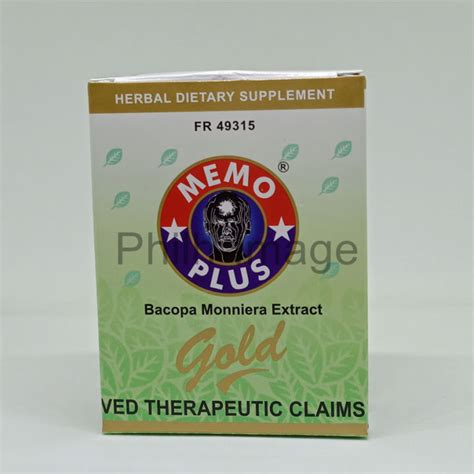 HERBAL DIETARY SUPPLEMENT
FR 49315
MEMO ®
PLUS
Bacopa Monniera Extract
Gold
VED THERAPEUTIC CLAIMS